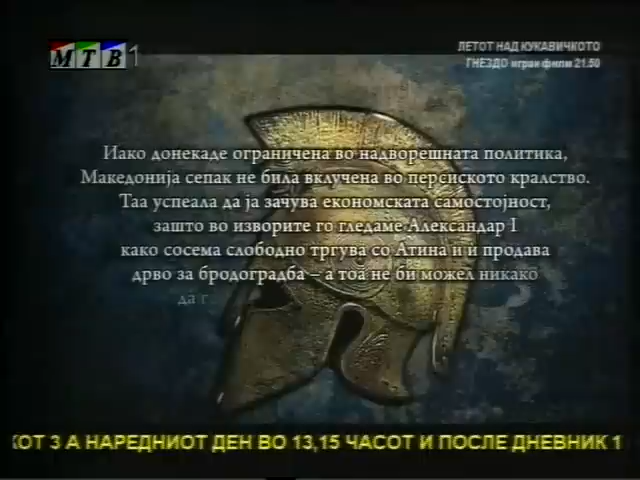 МТВ 1
ЛЕТОТ НАД КУКАВИЧКОТО
ГНЕЗДО игран филм 21.50
Иако донекаде ограничена во надворешната политика,
Македонија сепак не била вклучена во персиското кралство.
Таа успеала да ја зачува економската самостојност,
зашто во изворите го гледаме Александар I
како сосема слободно тргува со Атина и ѝ продава
дрво за бродоградба – а тоа не би можел никако
да г
КОТ 3 А НАРЕДНИОТ ДЕН ВО 13,15 ЧАСОТ И ПОСЛЕ ДНЕВНИК 1